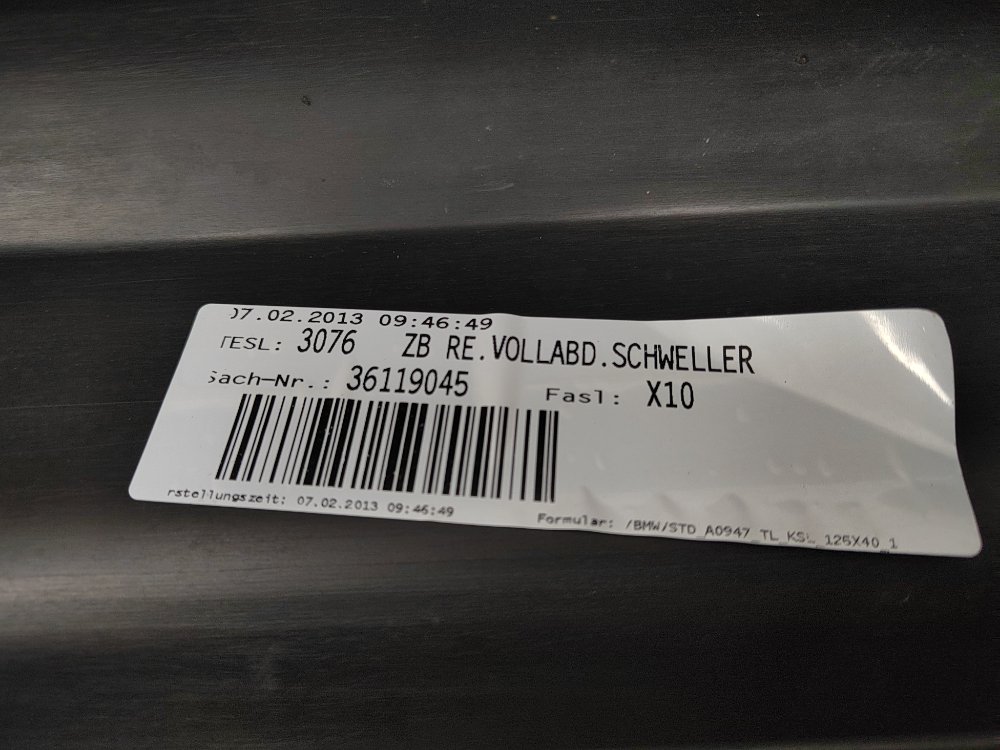 07.02.2013 09:46:49
TESL: 3076 ZB RE.VOLLABD.SCHWELLER
Sach-Nr.: 36119045 Fasl: X10
rstellungszeit: 07.02.2013 09:46:49
Formular: /BMW/STD_A0947_TL_KSL_125X40_1